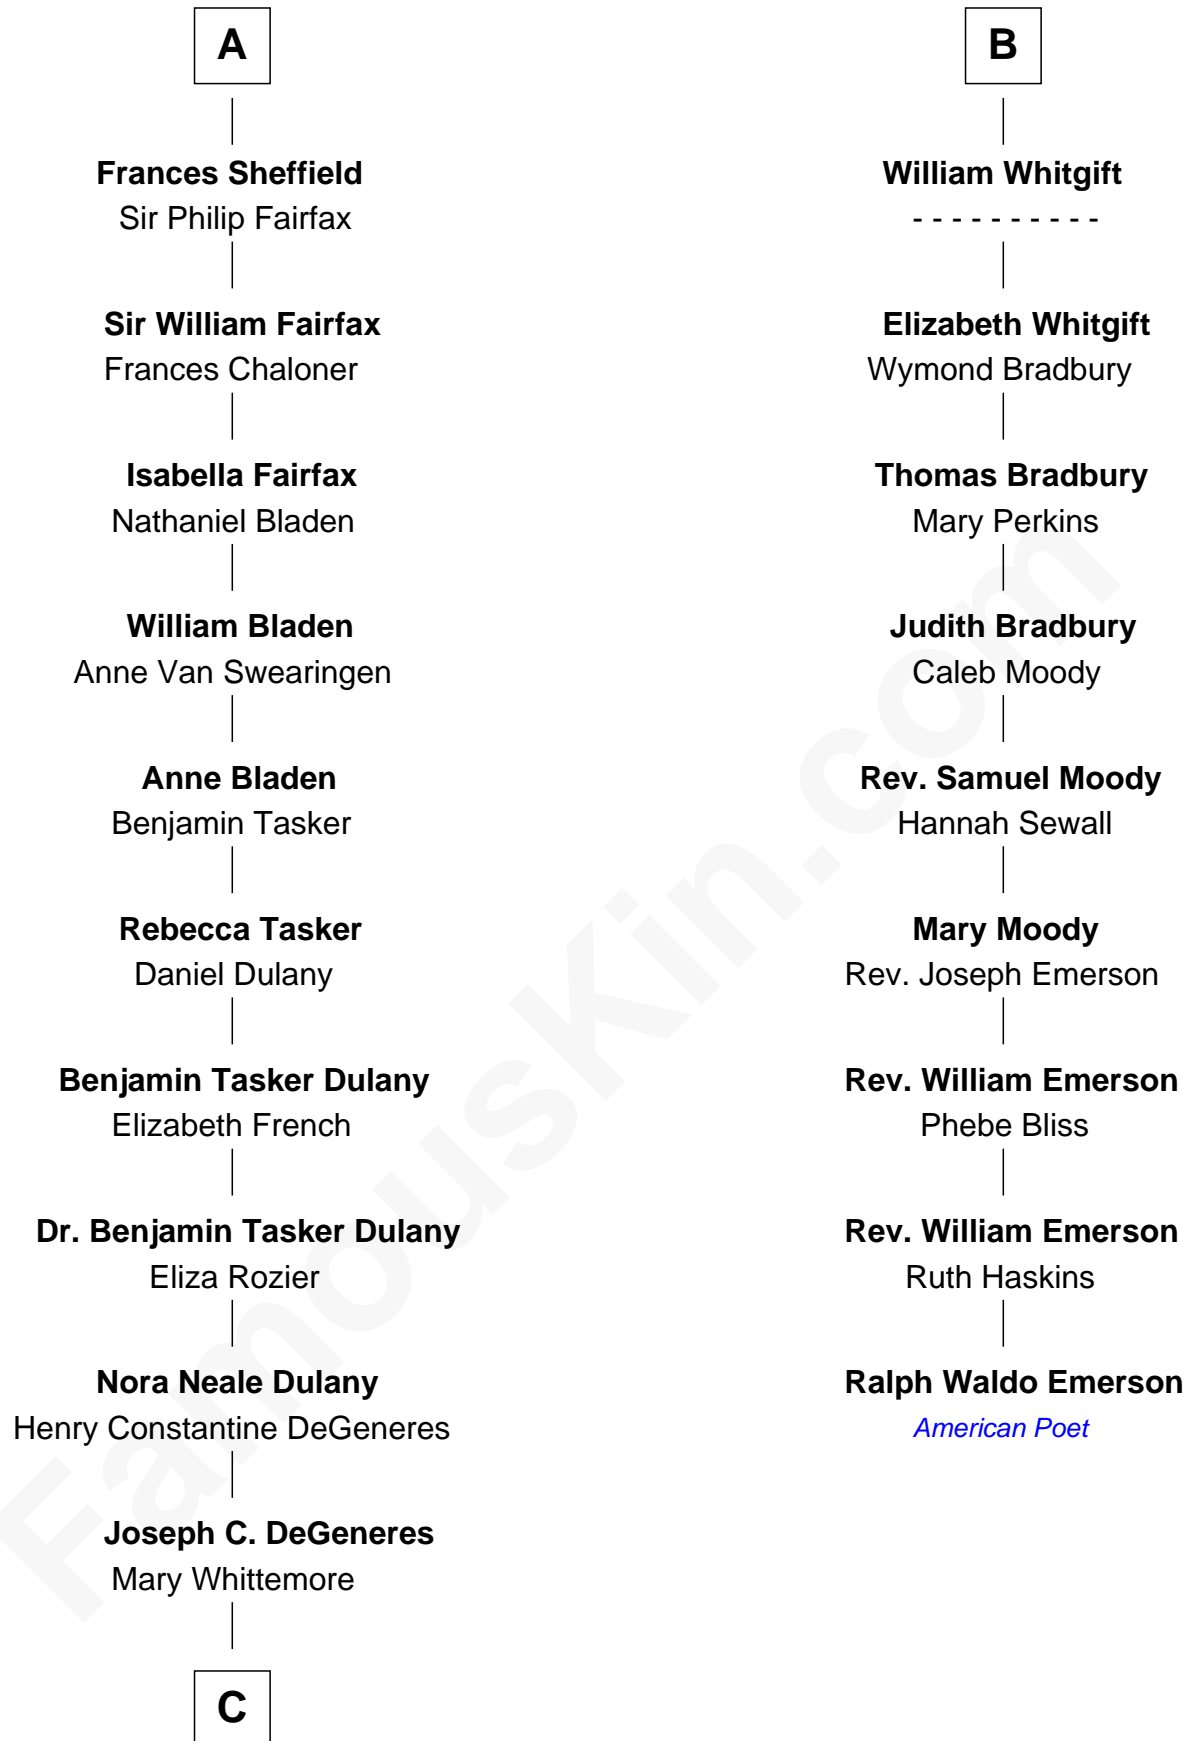 A
Frances Sheffield
Sir Philip Fairfax
Sir William Fairfax
Frances Chaloner
Isabella Fairfax
Nathaniel Bladen
William Bladen
Anne Van Swearingen
Anne Bladen
Benjamin Tasker
Rebecca Tasker
Daniel Dulany
Benjamin Tasker Dulany
Elizabeth French
Dr. Benjamin Tasker Dulany
Eliza Rozier
Nora Neale Dulany
Henry Constantine DeGeneres
Joseph C. DeGeneres
Mary Whittemore
C
B
William Whitgift
- - - - - - - - - -
Elizabeth Whitgift
Wymond Bradbury
Thomas Bradbury
Mary Perkins
Judith Bradbury
Caleb Moody
Rev. Samuel Moody
Hannah Sewall
Mary Moody
Rev. Joseph Emerson
Rev. William Emerson
Phebe Bliss
Rev. William Emerson
Ruth Haskins
Ralph Waldo Emerson
American Poet
FamousKin.com